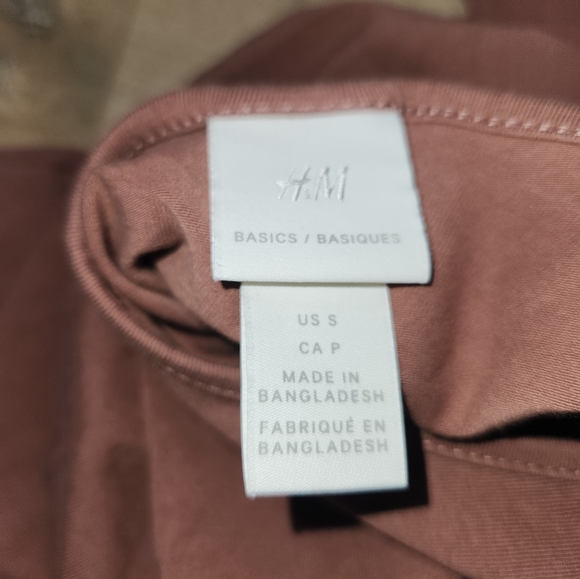 H&M
BASICS / BASIQUES
US S
CA P
MADE IN
BANGLADESH
FABRIQUÉ EN
BANGLADESH